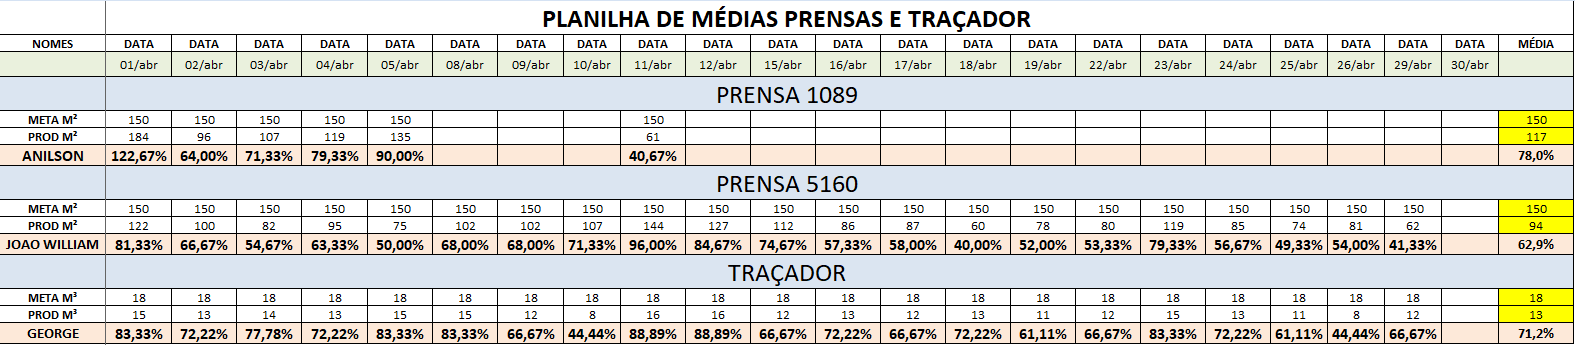 PLANILHA DE MÉDIAS PRENSAS E TRAÇADOR
NOMES DATA DATA DATA DATA DATA DATA DATA DATA DATA DATA DATA DATA DATA DATA DATA DATA DATA DATA DATA DATA DATA DATA MÉDIA
01/abr 02/abr 03/abr 04/abr 05/abr 08/abr 09/abr 10/abr 11/abr 12/abr 15/abr 16/abr 17/abr 18/abr 19/abr 22/abr 23/abr 24/abr 25/abr 26/abr 29/abr 30/abr
PRENSA 1089
META M² 150 150 150 150 150 150 150
PROD M² 184 96 107 119 135 61 117
ANILSON 122,67% 64,00% 71,33% 79,33% 90,00% 40,67% 78,0%
PRENSA 5160
META M² 150 150 150 150 150 150 150 150 150 150 150 150 150 150 150 150 150 150 150 150 150 150
PROD M² 122 100 82 95 75 102 102 107 144 127 112 86 87 60 78 80 119 85 74 81 62 94
JOAO WILLIAM 81,33% 66,67% 54,67% 63,33% 50,00% 68,00% 68,00% 71,33% 96,00% 84,67% 74,67% 57,33% 58,00% 40,00% 52,00% 53,33% 79,33% 56,67% 49,33% 54,00% 41,33% 62,9%
TRAÇADOR
META M³ 18 18 18 18 18 18 18 18 18 18 18 18 18 18 18 18 18 18 18 18 18 18
PROD M³ 15 13 14 13 15 15 12 8 16 16 12 13 12 13 11 12 15 13 11 8 12 13
GEORGE 83,33% 72,22% 77,78% 72,22% 83,33% 83,33% 66,67% 44,44% 88,89% 88,89% 66,67% 72,22% 66,67% 72,22% 61,11% 66,67% 83,33% 72,22% 61,11% 44,44% 66,67% 71,2%